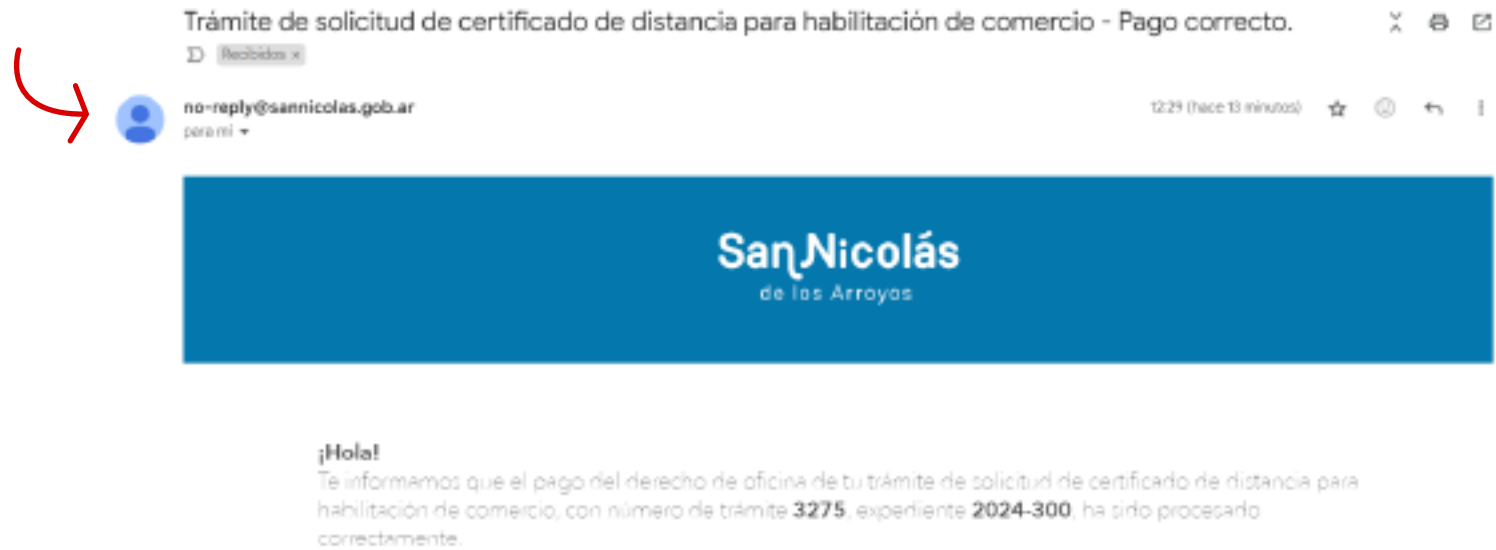 Trámite de solicitud de certificado de distancia para habilitación de comercio - Pago correcto.
Recibidos x
no-reply@sannicolas.gob.ar
12:29 (hace 13 minutos)
para mí
San Nicolás
de los Arroyos
¡Hola!
Te informamos que el pago del derecho de oficina de tu trámite de solicitud de certificado de distancia para
habilitación de comercio, con número de trámite 3275, expediente 2024-300, ha sido procesado
correctamente.